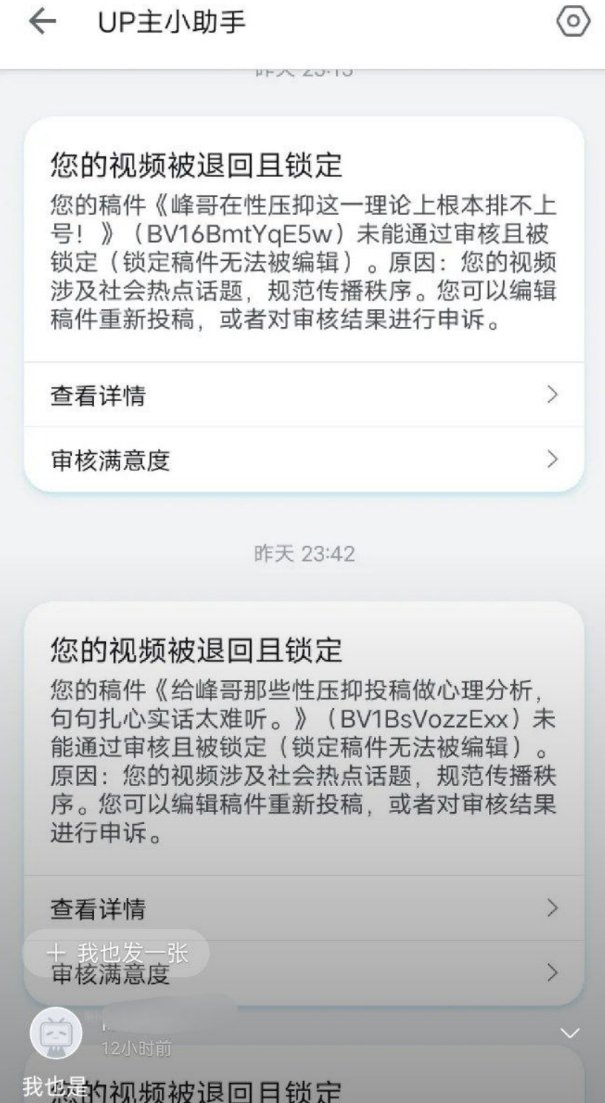 UP主小助手
昨天 23:13
您的视频被退回且锁定
您的稿件《峰哥在性压抑这一理论上根本排不上
号！》（BV16BmtYqE5w）未能通过审核且被
锁定（锁定稿件无法被编辑）。原因：您的视频
涉及社会热点话题，规范传播秩序。您可以编辑
稿件重新投稿，或者对审核结果进行申诉。
查看详情
审核满意度
昨天 23:42
您的视频被退回且锁定
您的稿件《给峰哥那些性压抑投稿做心理分析，
句句扎心实话太难听。》（BV1BsVozzExx）未
能通过审核且被锁定（锁定稿件无法被编辑）。
原因：您的视频涉及社会热点话题，规范传播秩
序。您可以编辑稿件重新投稿，或者对审核结果
进行申诉。
查看详情
＋ 我也发一张
审核满意度
12小时前
我也是
您的视频被退回且锁定